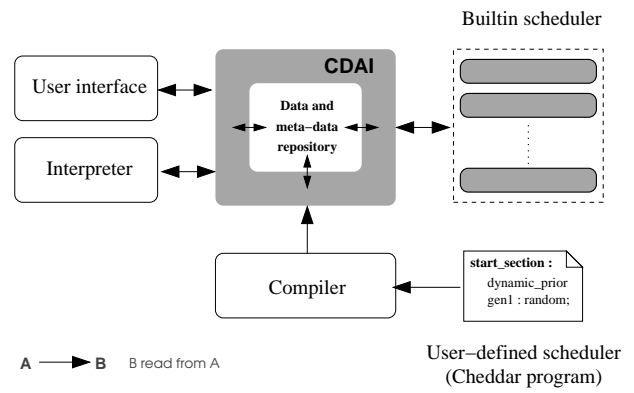 Builtin scheduler
CDAI
User interface
Data and
meta−data
repository
Interpreter
Compiler
start_section :
dynamic_prior
gen1 : random;
A B B read from A
User−defined scheduler
(Cheddar program)